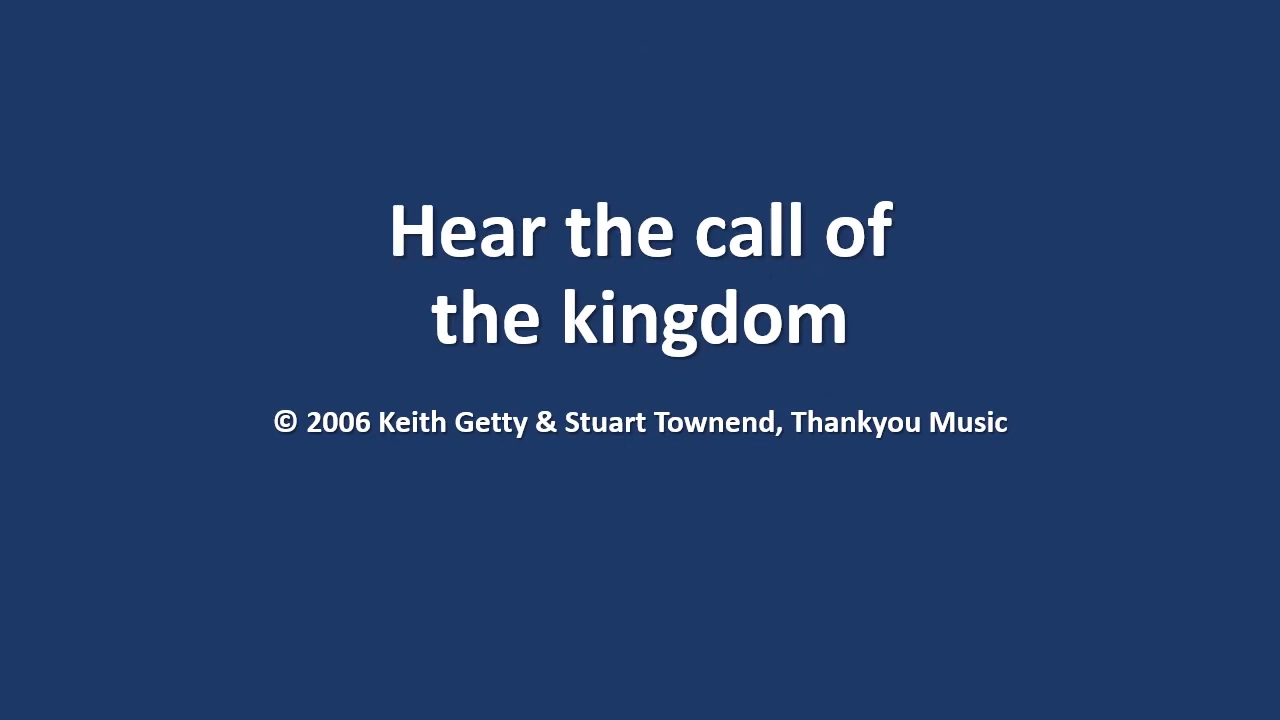 Hear the call of
the kingdom
© 2006 Keith Getty & Stuart Townend, Thankyou Music